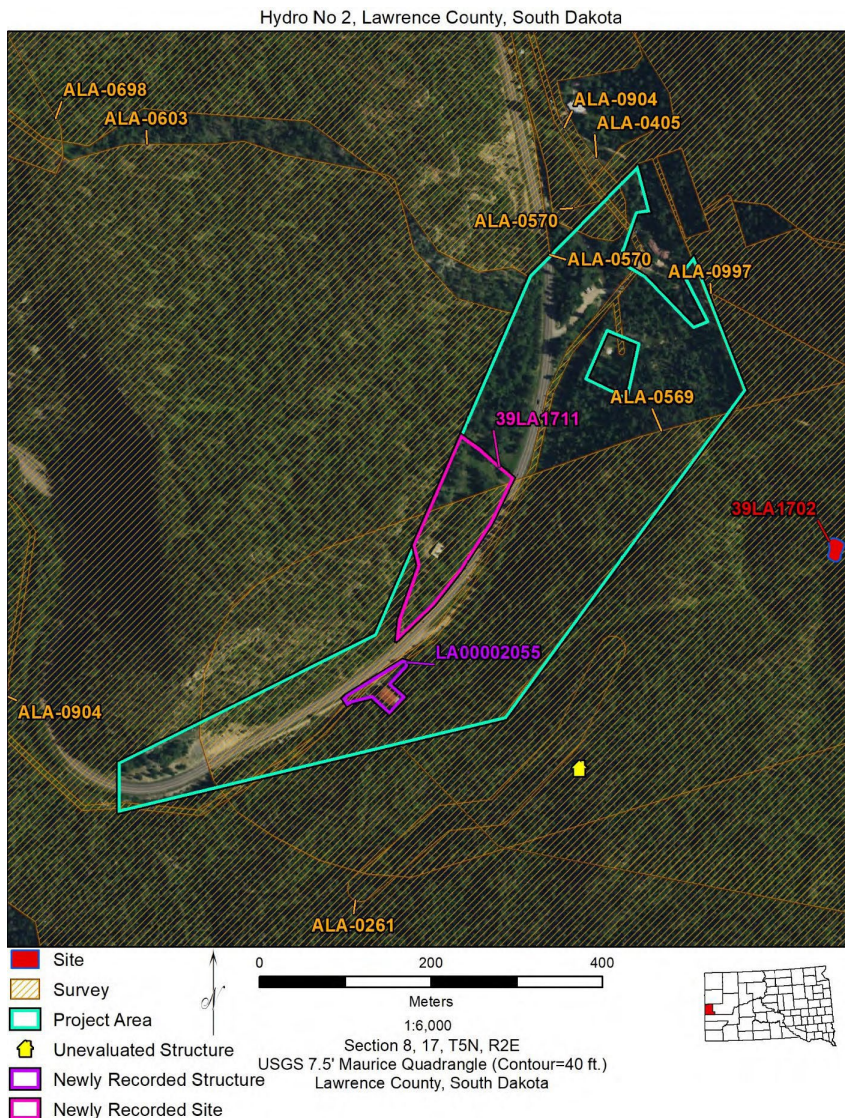 Hydro No 2, Lawrence County, South Dakota
ALA-0698
ALA-0904
ALA-0603
ALA-0405
ALA-0570
ALA-0570
ALA-0997
ALA-0569
39LA1711
39LA1702
LA00002055
ALA-0904
ALA-0261
Site
Survey
Project Area
Unevaluated Structure
Newly Recorded Structure
Newly Recorded Site
N
0 200 400
Meters
1:6,000
Section 8, 17, T5N, R2E
USGS 7.5' Maurice Quadrangle (Contour=40 ft.)
Lawrence County, South Dakota